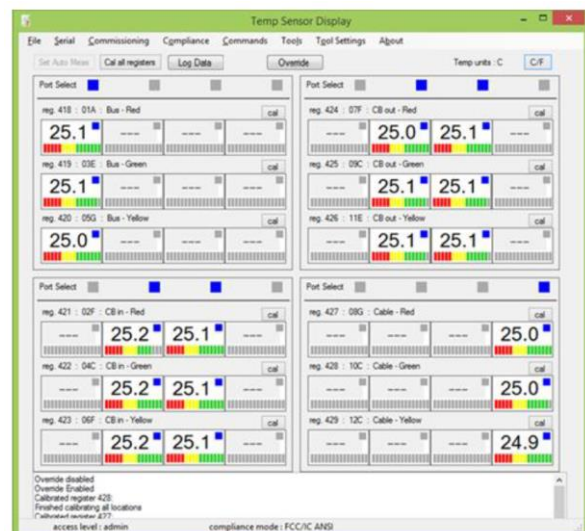 Temp Sensor Display
File Serial Commissioning Compliance Commands Tools Tool Settings About
Set Auto Meas Cal all registers Log Data Override Temp units : C C/F
Port Select
reg. 418 : 01A : Bus - Red cal
25.1 --- --- ---
reg. 419 : 03E : Bus - Green cal
25.1 --- --- ---
reg. 420 : 05G : Bus - Yellow cal
25.0 --- --- ---
Port Select
reg. 424 : 07F : CB out - Red cal
--- 25.0 25.1 ---
reg. 425 : 09C : CB out - Green cal
--- 25.1 25.1 ---
reg. 426 : 11E : CB out - Yellow cal
--- 25.1 25.1 ---
Port Select
reg. 421 : 02F : CB in - Red cal
--- 25.2 25.1 ---
reg. 422 : 04C : CB in - Green cal
--- 25.2 25.1 ---
reg. 423 : 06F : CB in - Yellow cal
--- 25.2 25.1 ---
Port Select
reg. 427 : 08G : Cable - Red cal
--- --- --- 25.0
reg. 428 : 10C : Cable - Green cal
--- --- --- 25.0
reg. 429 : 12C : Cable - Yellow cal
--- --- --- 24.9
Override disabled
Override Enabled
Calibrated register 428:
Finished calibrating all locations
Calibrated register 427:
access level : admin compliance mode : FCC/IC ANSI